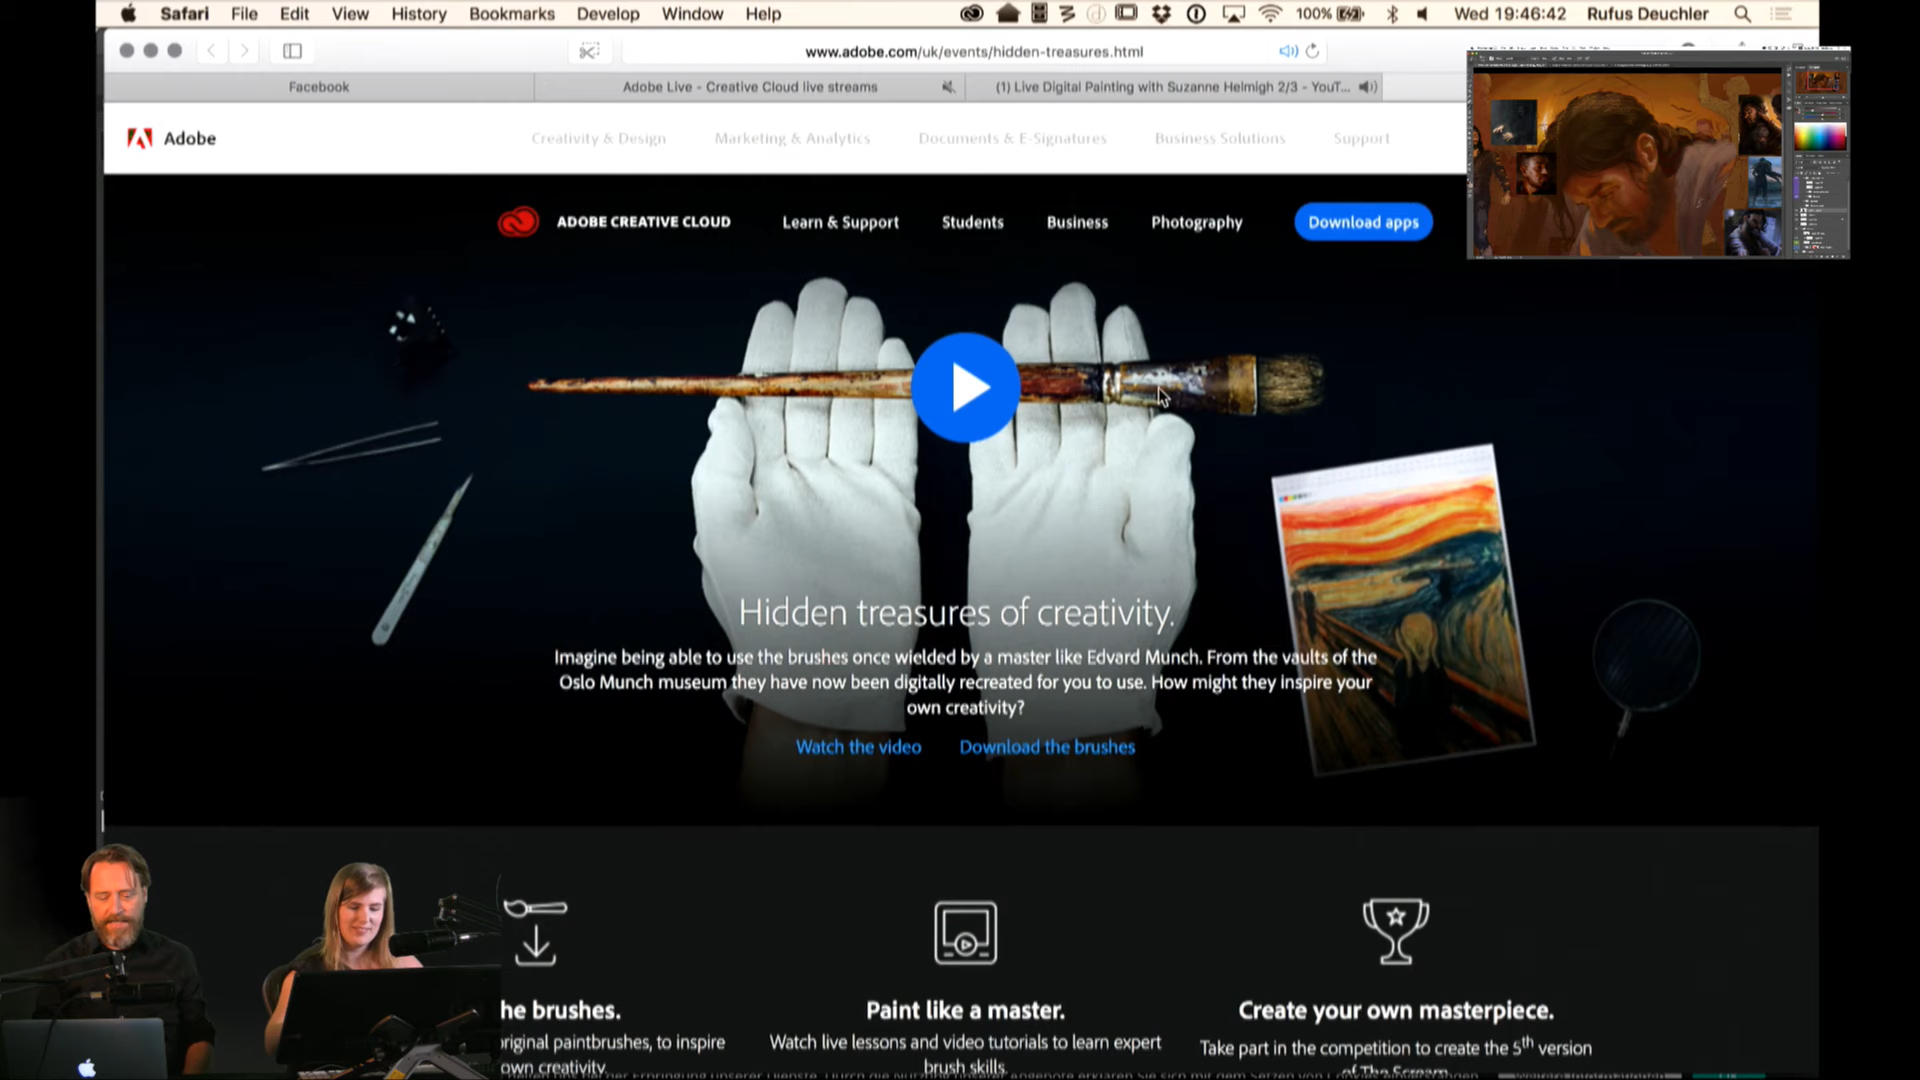 Safari File Edit View History Bookmarks Develop Window Help 100% Wed 19:46:42 Rufus Deuchler
www.adobe.com/uk/events/hidden-treasures.html
Facebook
Adobe Live - Creative Cloud live streams
(1) Live Digital Painting with Suzanne Helmigh 2/3 - YouT...
Adobe
Creativity & Design Marketing & Analytics Documents & E-Signatures Business Solutions Support
ADOBE CREATIVE CLOUD Learn & Support Students Business Photography Download apps
Hidden treasures of creativity.
Imagine being able to use the brushes once wielded by a master like Edvard Munch. From the vaults of the
Oslo Munch museum they have now been digitally recreated for you to use. How might they inspire your
own creativity?
Watch the video Download the brushes
he brushes.
original paintbrushes, to inspire
own creativity.
Paint like a master.
Watch live lessons and video tutorials to learn expert
brush skills.
Create your own masterpiece.
Take part in the competition to create the 5th version
of The Scream.